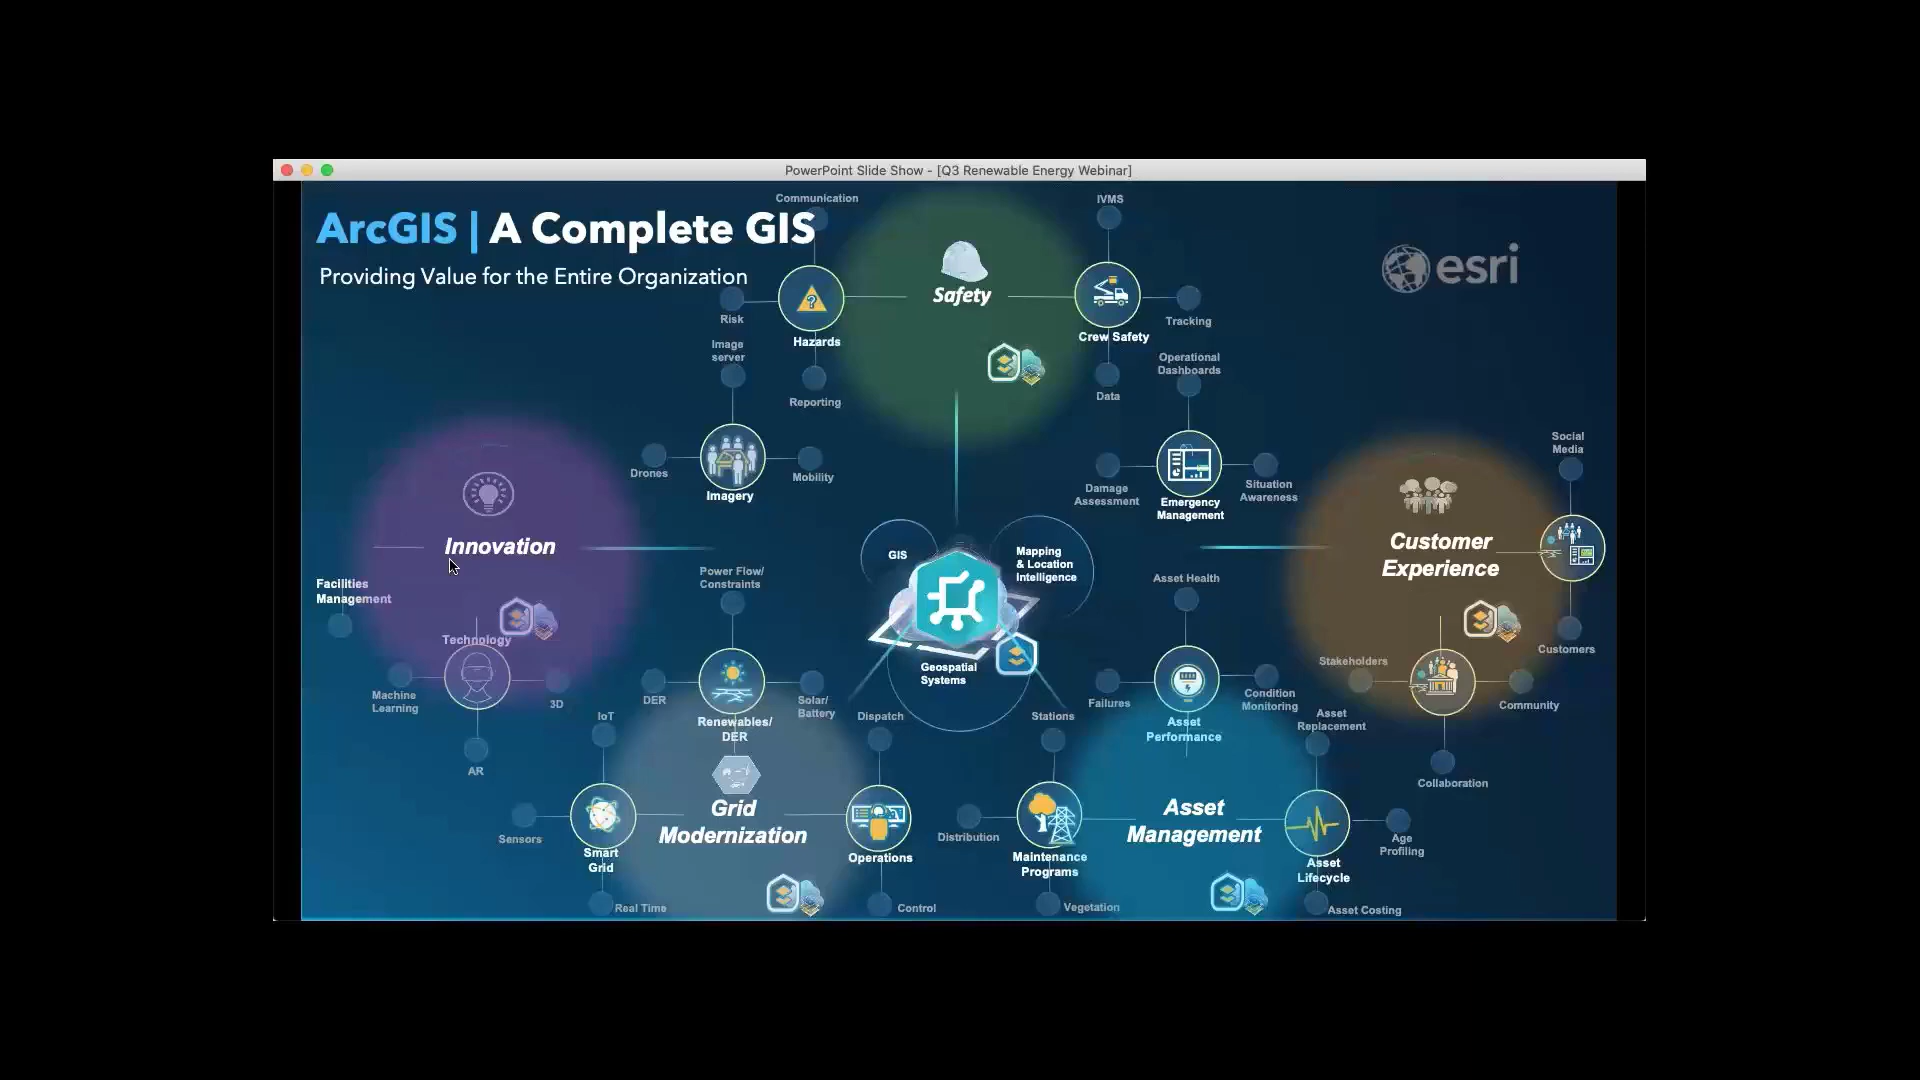 PowerPoint Slide Show - [Q3 Renewable Energy Webinar]
ArcGIS | A Complete GIS
Providing Value for the Entire Organization
esri
Communication
Risk
Hazards
Reporting
Safety
IVMS
Tracking
Crew Safety
Data
Image
server
Drones
Mobility
Imagery
Operational
Dashboards
Damage
Assessment
Situation
Awareness
Emergency
Management
Innovation
Facilities
Management
Technology
Machine
Learning
3D
AR
GIS
Mapping
& Location
Intelligence
Geospatial
Systems
Customer
Experience
Social
Media
Customers
Stakeholders
Community
Collaboration
Power Flow/
Constraints
DER
Solar/
Battery
Renewables/
DER
IoT
Sensors
Smart
Grid
Real Time
Grid
Modernization
Dispatch
Operations
Control
Stations
Distribution
Maintenance
Programs
Vegetation
Asset Health
Failures
Condition
Monitoring
Asset
Performance
Asset
Management
Asset
Replacement
Age
Profiling
Asset
Lifecycle
Asset Costing